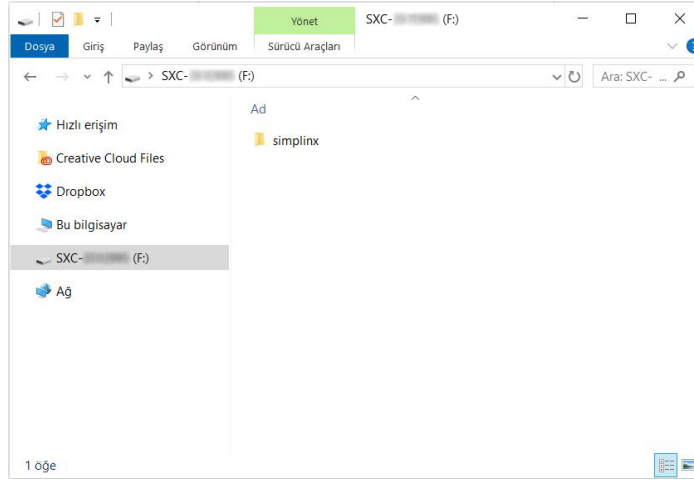 Yönet
SXC- (F:)
Dosya Giriş Paylaş Görünüm Sürücü Araçları
SXC- (F:)
Ara: SXC- ...
Ad
Hızlı erişim
simplinx
Creative Cloud Files
Dropbox
Bu bilgisayar
SXC- (F:)
Ağ
1 öğe